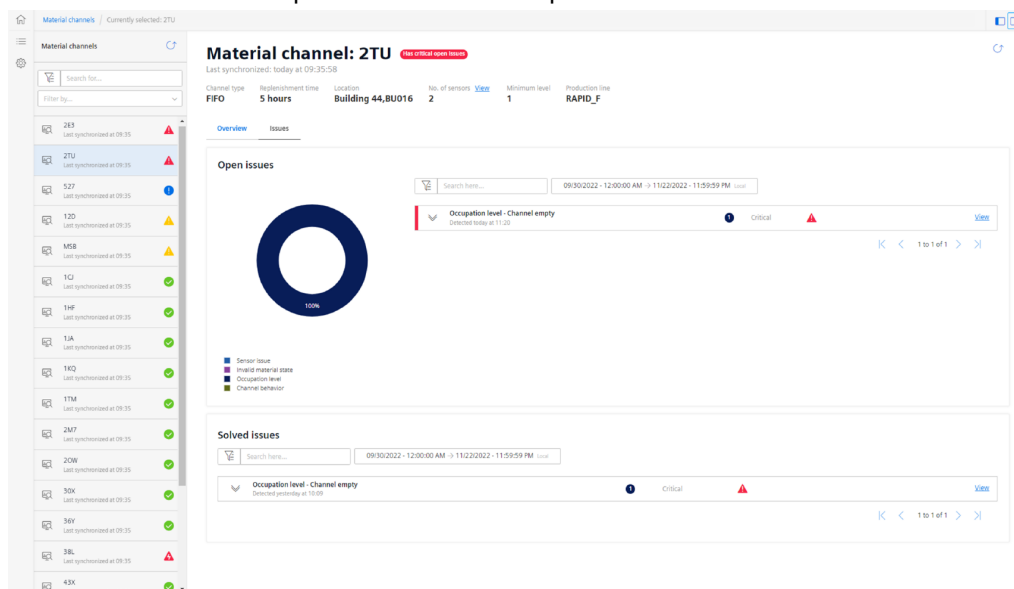 Material channels / Currently selected: 2TU
Material channels
Search for...
Filter by...
2E3
Last synchronized at 09:35
2TU
Last synchronized at 09:35
527
Last synchronized at 09:35
12D
Last synchronized at 09:35
M5B
Last synchronized at 09:35
1CJ
Last synchronized at 09:35
1HF
Last synchronized at 09:35
1JA
Last synchronized at 09:35
1KQ
Last synchronized at 09:35
1TM
Last synchronized at 09:35
2M7
Last synchronized at 09:35
2OW
Last synchronized at 09:35
30X
Last synchronized at 09:35
36Y
Last synchronized at 09:35
38L
Last synchronized at 09:35
43X
Material channel: 2TU Has critical open issues
Last synchronized: today at 09:35:58
Channel type Replenishment time Location No. of sensors View Minimum level Production line
FIFO 5 hours Building 44,BU016 2 1 RAPID_F
Overview Issues
Open issues
Search here... 09/30/2022 - 12:00:00 AM → 11/22/2022 - 11:59:59 PM Local
Occupation level - Channel empty 1 Critical View
Detected today at 11:20
1 to 1 of 1
100%
Sensor issue
Invalid material state
Occupation level
Channel behavior
Solved issues
Search here... 09/30/2022 - 12:00:00 AM → 11/22/2022 - 11:59:59 PM Local
Occupation level - Channel empty 1 Critical View
Detected yesterday at 10:09
1 to 1 of 1